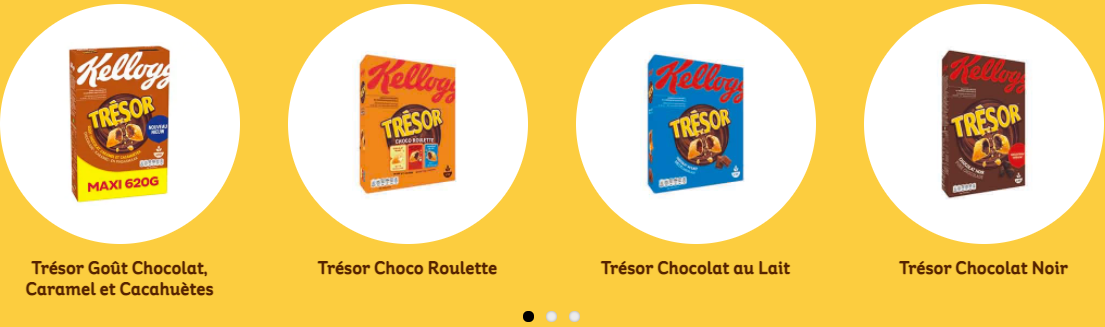 Kellogg
TRÉSOR
NOUVEAU
NIEUW
MAXI 620G
Kellogg
TRÉSOR
CHOCO ROULETTE
Kellogg
TRÉSOR
Kellogg
TRÉSOR
CHOCOLAT NOIR
Trésor Goût Chocolat,
Caramel et Cacahuètes
Trésor Choco Roulette
Trésor Chocolat au Lait
Trésor Chocolat Noir